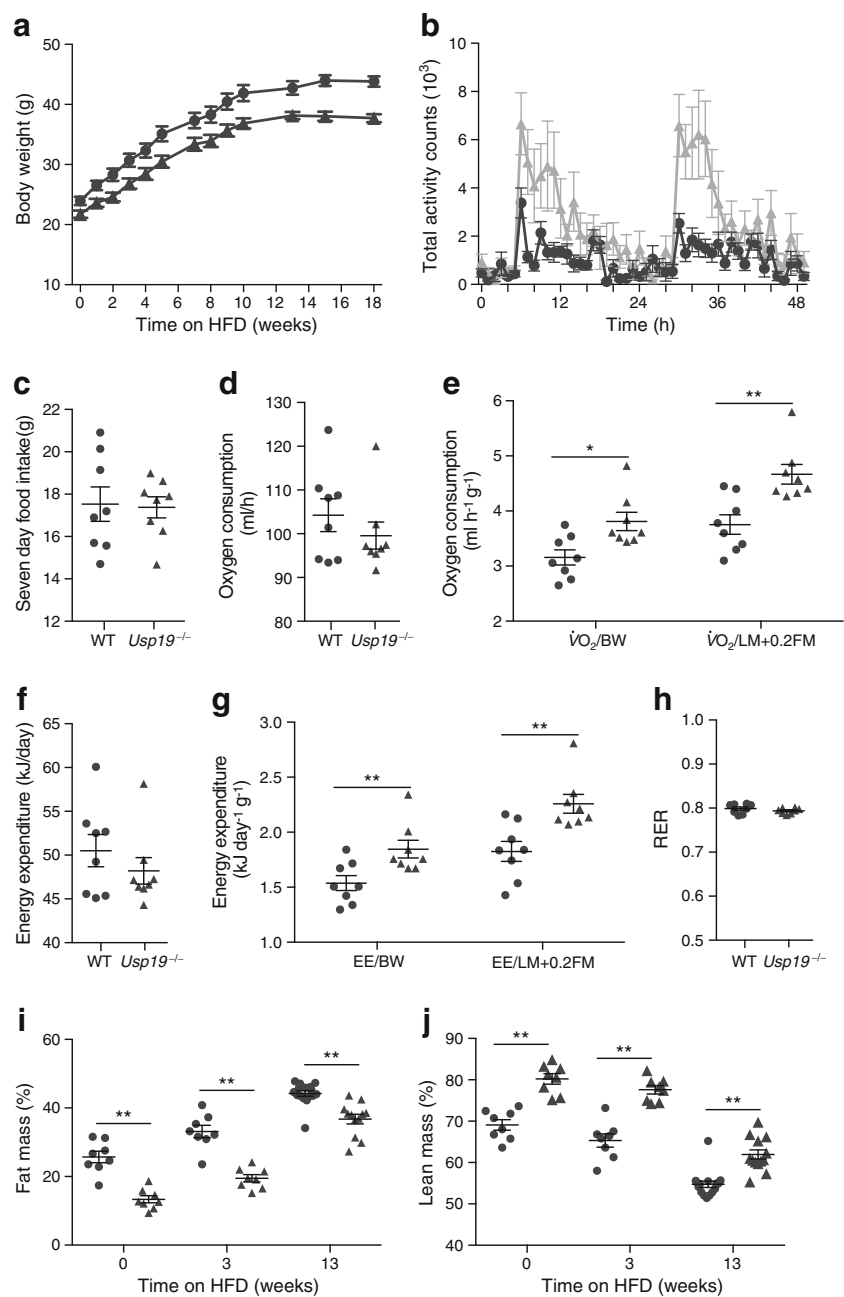 a
50
40
30
20
10
Body weight (g)
0 2 4 6 8 10 12 14 16 18
Time on HFD (weeks)
b
10
8
6
4
2
0
Total activity counts (10³)
0 12 24 36 48
Time (h)
c
22
20
18
16
14
12
Seven day food intake(g)
WT Usp19⁻/⁻
d
130
120
110
100
90
80
Oxygen consumption
(ml/h)
WT Usp19⁻/⁻
e
6
5
4
3
2
Oxygen consumption
(ml h⁻¹ g⁻¹)
*
**
V̇O₂/BW V̇O₂/LM+0.2FM
f
65
60
55
50
45
40
Energy expenditure (kJ/day)
WT Usp19⁻/⁻
g
3.0
2.5
2.0
1.5
1.0
Energy expenditure
(kJ day⁻¹ g⁻¹)
**
**
EE/BW EE/LM+0.2FM
h
1.0
0.9
0.8
0.7
0.6
0.5
RER
WT Usp19⁻/⁻
i
60
40
20
0
Fat mass (%)
**
**
**
0 3 13
Time on HFD (weeks)
j
90
80
70
60
50
40
Lean mass (%)
**
**
**
0 3 13
Time on HFD (weeks)